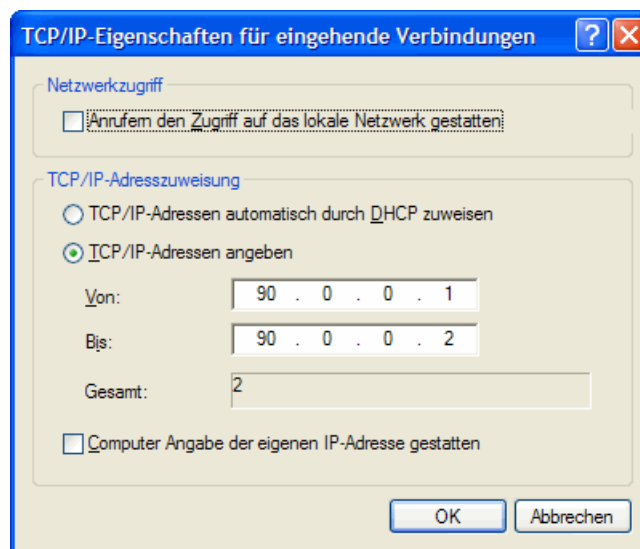 TCP/IP-Eigenschaften für eingehende Verbindungen
Netzwerkzugriff
Anrufern den Zugriff auf das lokale Netzwerk gestatten
TCP/IP-Adresszuweisung
TCP/IP-Adressen automatisch durch DHCP zuweisen
TCP/IP-Adressen angeben
Von: 90 . 0 . 0 . 1
Bis: 90 . 0 . 0 . 2
Gesamt: 2
Computer Angabe der eigenen IP-Adresse gestatten
OK Abbrechen